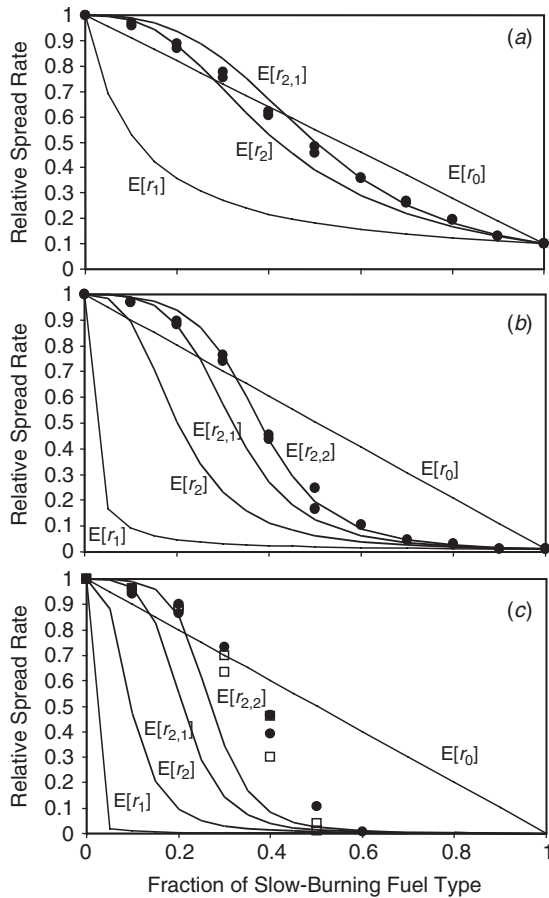 (a)
Relative Spread Rate
1
0.9
0.8
0.7
0.6
0.5
0.4
0.3
0.2
0.1
0
E[r2,1]
E[r2]
E[r0]
E[r1]
(b)
Relative Spread Rate
1
0.9
0.8
0.7
0.6
0.5
0.4
0.3
0.2
0.1
0
E[r2,1]
E[r2,2]
E[r0]
E[r2]
E[r1]
(c)
Relative Spread Rate
1
0.9
0.8
0.7
0.6
0.5
0.4
0.3
0.2
0.1
0
E[r2,2]
E[r2,1]
E[r0]
E[r2]
E[r1]
0 0.2 0.4 0.6 0.8 1
Fraction of Slow-Burning Fuel Type